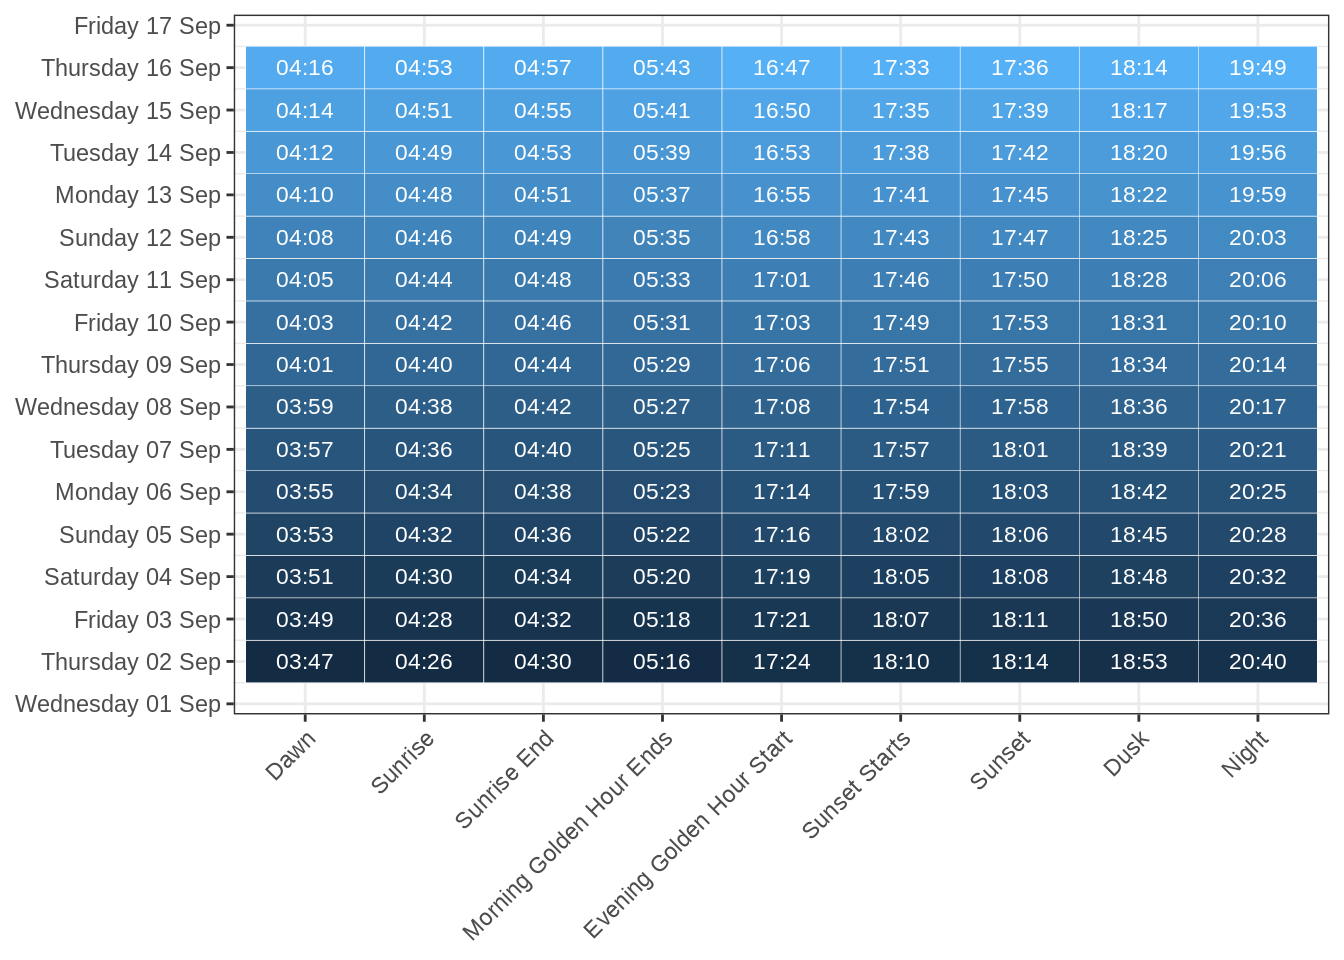 Friday 17 Sep
Thursday 16 Sep 04:16 04:53 04:57 05:43 16:47 17:33 17:36 18:14 19:49
Wednesday 15 Sep 04:14 04:51 04:55 05:41 16:50 17:35 17:39 18:17 19:53
Tuesday 14 Sep 04:12 04:49 04:53 05:39 16:53 17:38 17:42 18:20 19:56
Monday 13 Sep 04:10 04:48 04:51 05:37 16:55 17:41 17:45 18:22 19:59
Sunday 12 Sep 04:08 04:46 04:49 05:35 16:58 17:43 17:47 18:25 20:03
Saturday 11 Sep 04:05 04:44 04:48 05:33 17:01 17:46 17:50 18:28 20:06
Friday 10 Sep 04:03 04:42 04:46 05:31 17:03 17:49 17:53 18:31 20:10
Thursday 09 Sep 04:01 04:40 04:44 05:29 17:06 17:51 17:55 18:34 20:14
Wednesday 08 Sep 03:59 04:38 04:42 05:27 17:08 17:54 17:58 18:36 20:17
Tuesday 07 Sep 03:57 04:36 04:40 05:25 17:11 17:57 18:01 18:39 20:21
Monday 06 Sep 03:55 04:34 04:38 05:23 17:14 17:59 18:03 18:42 20:25
Sunday 05 Sep 03:53 04:32 04:36 05:22 17:16 18:02 18:06 18:45 20:28
Saturday 04 Sep 03:51 04:30 04:34 05:20 17:19 18:05 18:08 18:48 20:32
Friday 03 Sep 03:49 04:28 04:32 05:18 17:21 18:07 18:11 18:50 20:36
Thursday 02 Sep 03:47 04:26 04:30 05:16 17:24 18:10 18:14 18:53 20:40
Wednesday 01 Sep
Dawn
Sunrise
Sunrise End
Morning Golden Hour Ends
Evening Golden Hour Start
Sunset Starts
Sunset
Dusk
Night